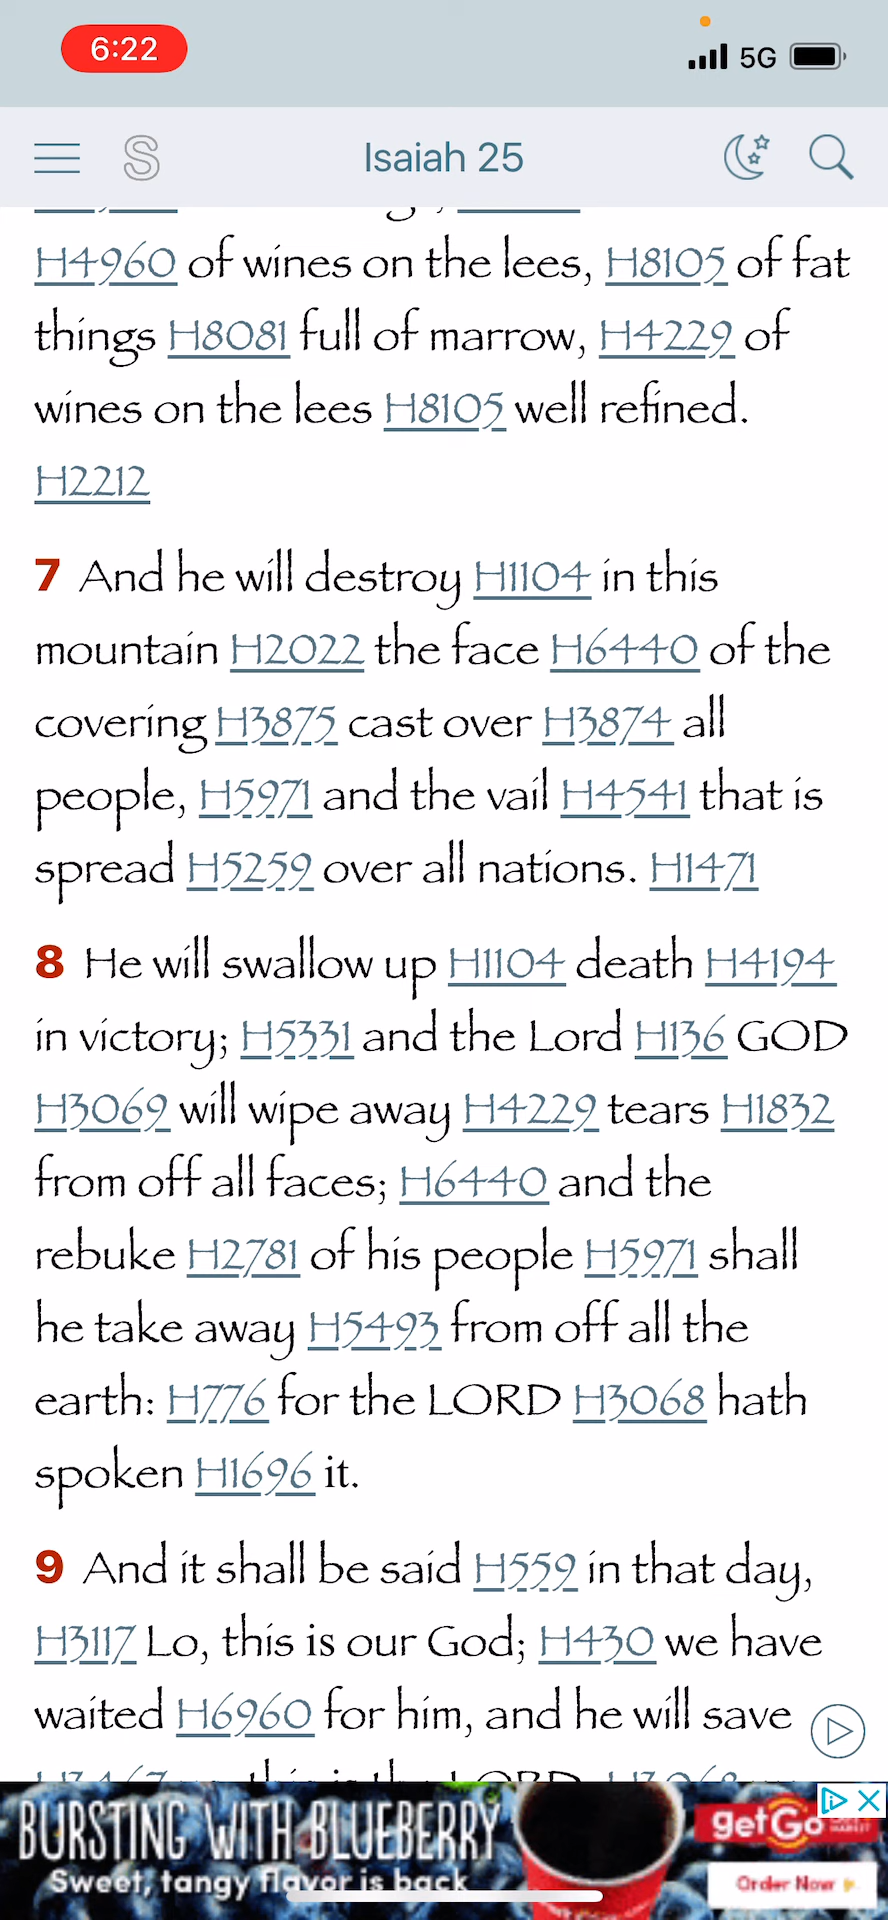 6:22
5G
S
Isaiah 25
H4960 of wines on the lees, H8105 of fat
things H8081 full of marrow, H4229 of
wines on the lees H8105 well refined.
H2212
7 And he will destroy H1104 in this
mountain H2022 the face H6440 of the
covering H3875 cast over H3874 all
people, H5971 and the vail H4541 that is
spread H5259 over all nations. H1471
8 He will swallow up H1104 death H4194
in victory; H5331 and the Lord H136 GOD
H3069 will wipe away H4229 tears H1832
from off all faces; H6440 and the
rebuke H2781 of his people H5971 shall
he take away H5493 from off all the
earth: H776 for the LORD H3068 hath
spoken H1696 it.
9 And it shall be said H559 in that day,
H3117 Lo, this is our God; H430 we have
waited H6960 for him, and he will save
this is the LORD
BURSTING WITH BLUEBERRY
Sweet, tangy flavor is back
getGo
Order Now